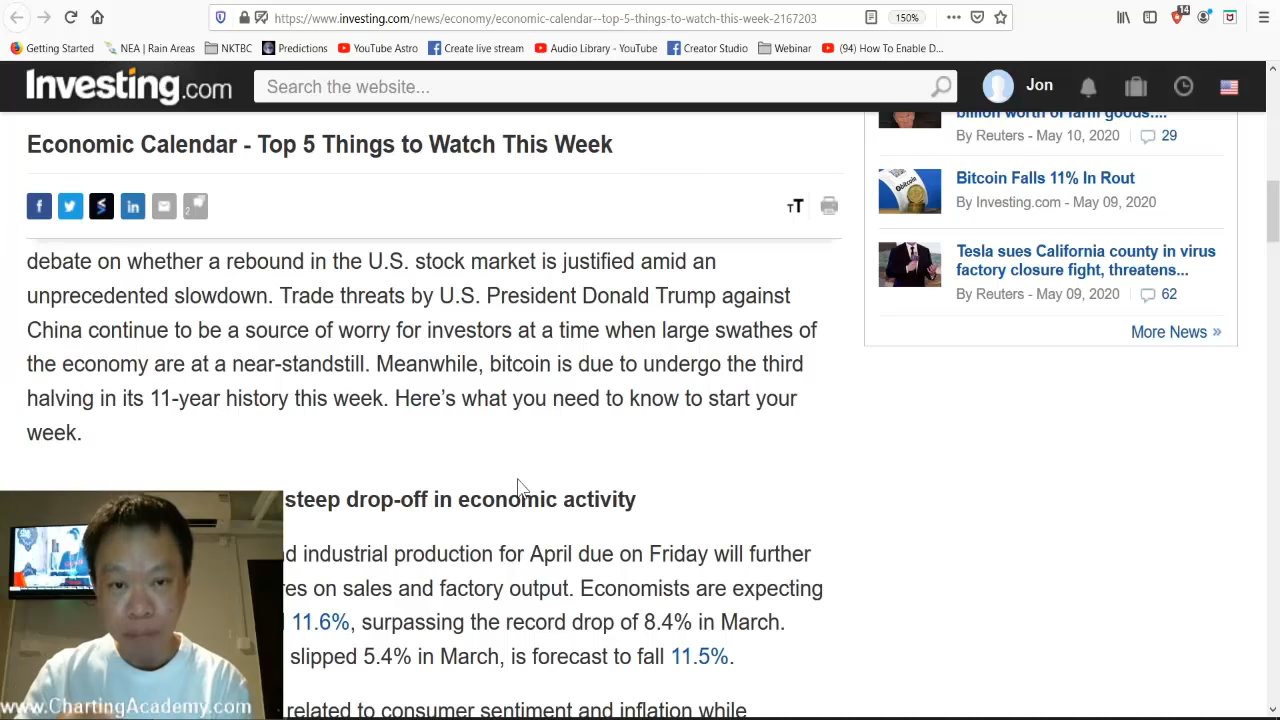 https://www.investing.com/news/economy/economic-calendar--top-5-things-to-watch-this-week-2167203
150%
14
Getting Started
NEA | Rain Areas
NKTBC
Predictions
YouTube Astro
Create live stream
Audio Library - YouTube
Creator Studio
Webinar
(94) How To Enable D...
Investing.com
Search the website...
Jon
Economic Calendar - Top 5 Things to Watch This Week
2
TT
debate on whether a rebound in the U.S. stock market is justified amid an
unprecedented slowdown. Trade threats by U.S. President Donald Trump against
China continue to be a source of worry for investors at a time when large swathes of
the economy are at a near-standstill. Meanwhile, bitcoin is due to undergo the third
halving in its 11-year history this week. Here's what you need to know to start your
week.
steep drop-off in economic activity
d industrial production for April due on Friday will further
res on sales and factory output. Economists are expecting
11.6%, surpassing the record drop of 8.4% in March.
slipped 5.4% in March, is forecast to fall 11.5%.
related to consumer sentiment and inflation while
billion worth of farm goods....
By Reuters - May 10, 2020
29
Bitcoin Falls 11% In Rout
By Investing.com - May 09, 2020
Tesla sues California county in virus
factory closure fight, threatens...
By Reuters - May 09, 2020
62
More News »
www.ChartingAcademy.com